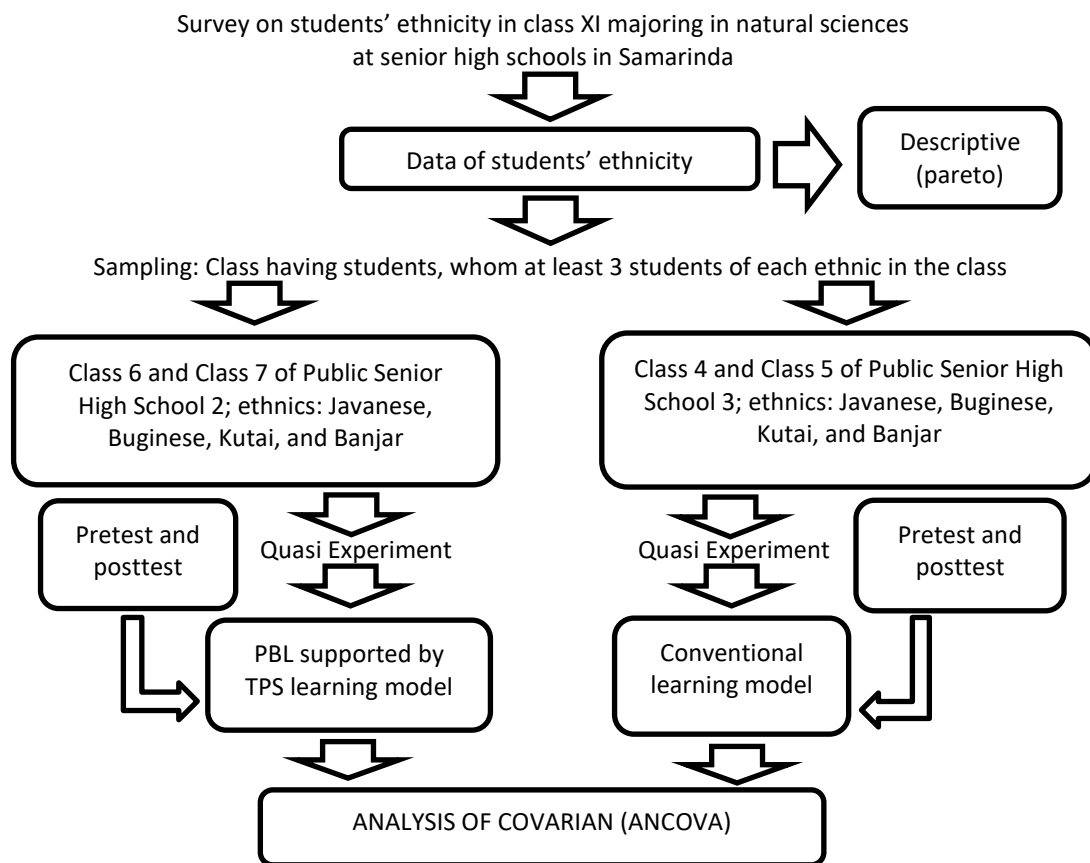 Survey on students’ ethnicity in class XI majoring in natural sciences
at senior high schools in Samarinda
Data of students’ ethnicity
Descriptive
(pareto)
Sampling: Class having students, whom at least 3 students of each ethnic in the class
Class 6 and Class 7 of Public Senior
High School 2; ethnics: Javanese,
Buginese, Kutai, and Banjar
Class 4 and Class 5 of Public Senior High
School 3; ethnics: Javanese, Buginese,
Kutai, and Banjar
Pretest and
posttest
Quasi Experiment
Quasi Experiment
Pretest and
posttest
PBL supported by
TPS learning model
Conventional
learning model
ANALYSIS OF COVARIAN (ANCOVA)